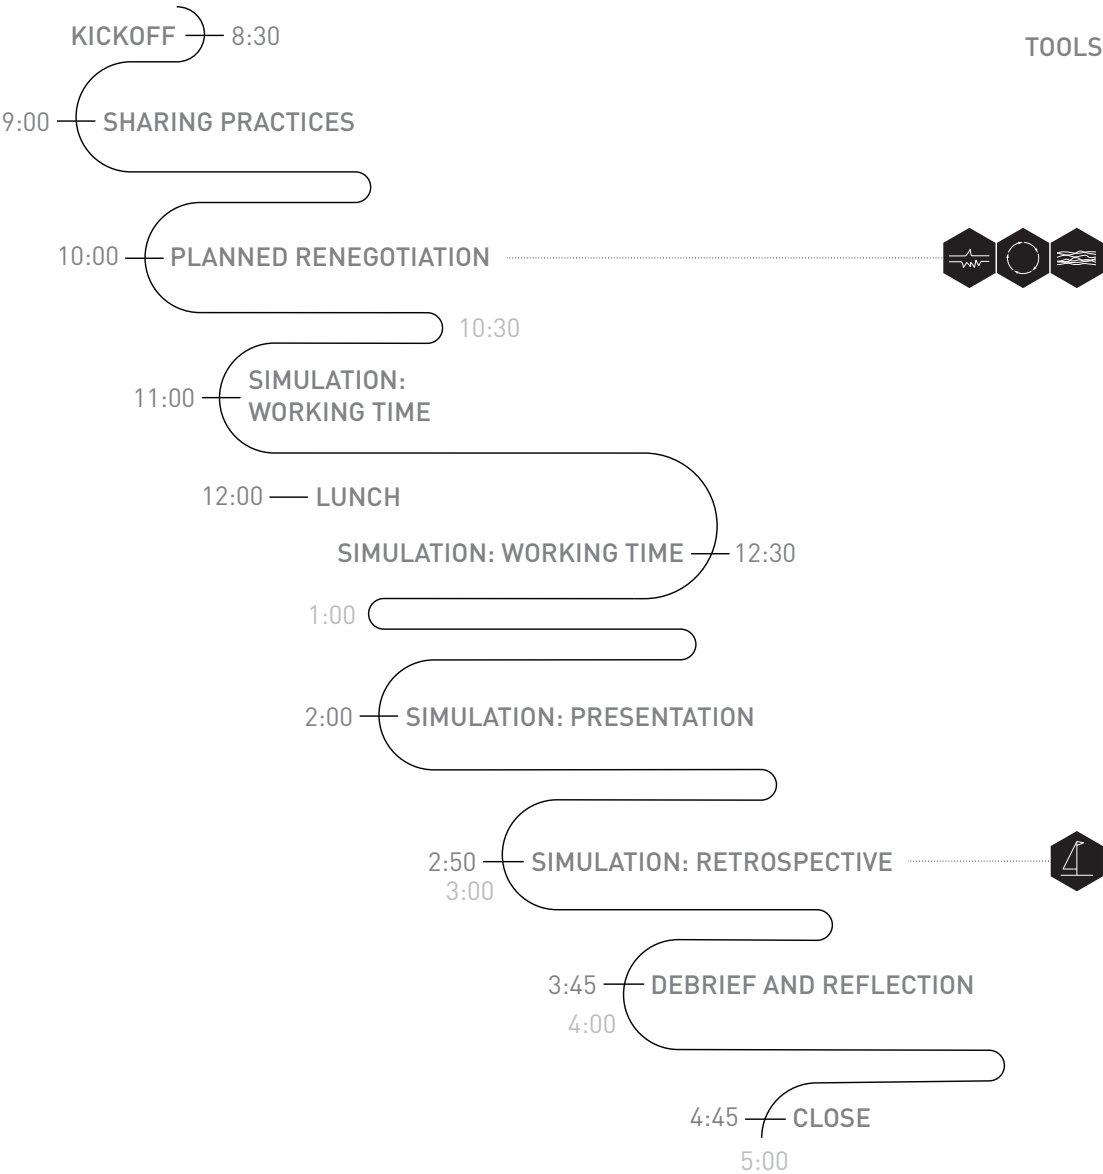 KICKOFF 8:30
TOOLS
9:00 SHARING PRACTICES
10:00 PLANNED RENEGOTIATION
10:30
11:00 SIMULATION:
WORKING TIME
12:00 LUNCH
SIMULATION: WORKING TIME 12:30
1:00
2:00 SIMULATION: PRESENTATION
2:50 SIMULATION: RETROSPECTIVE
3:00
3:45 DEBRIEF AND REFLECTION
4:00
4:45 CLOSE
5:00